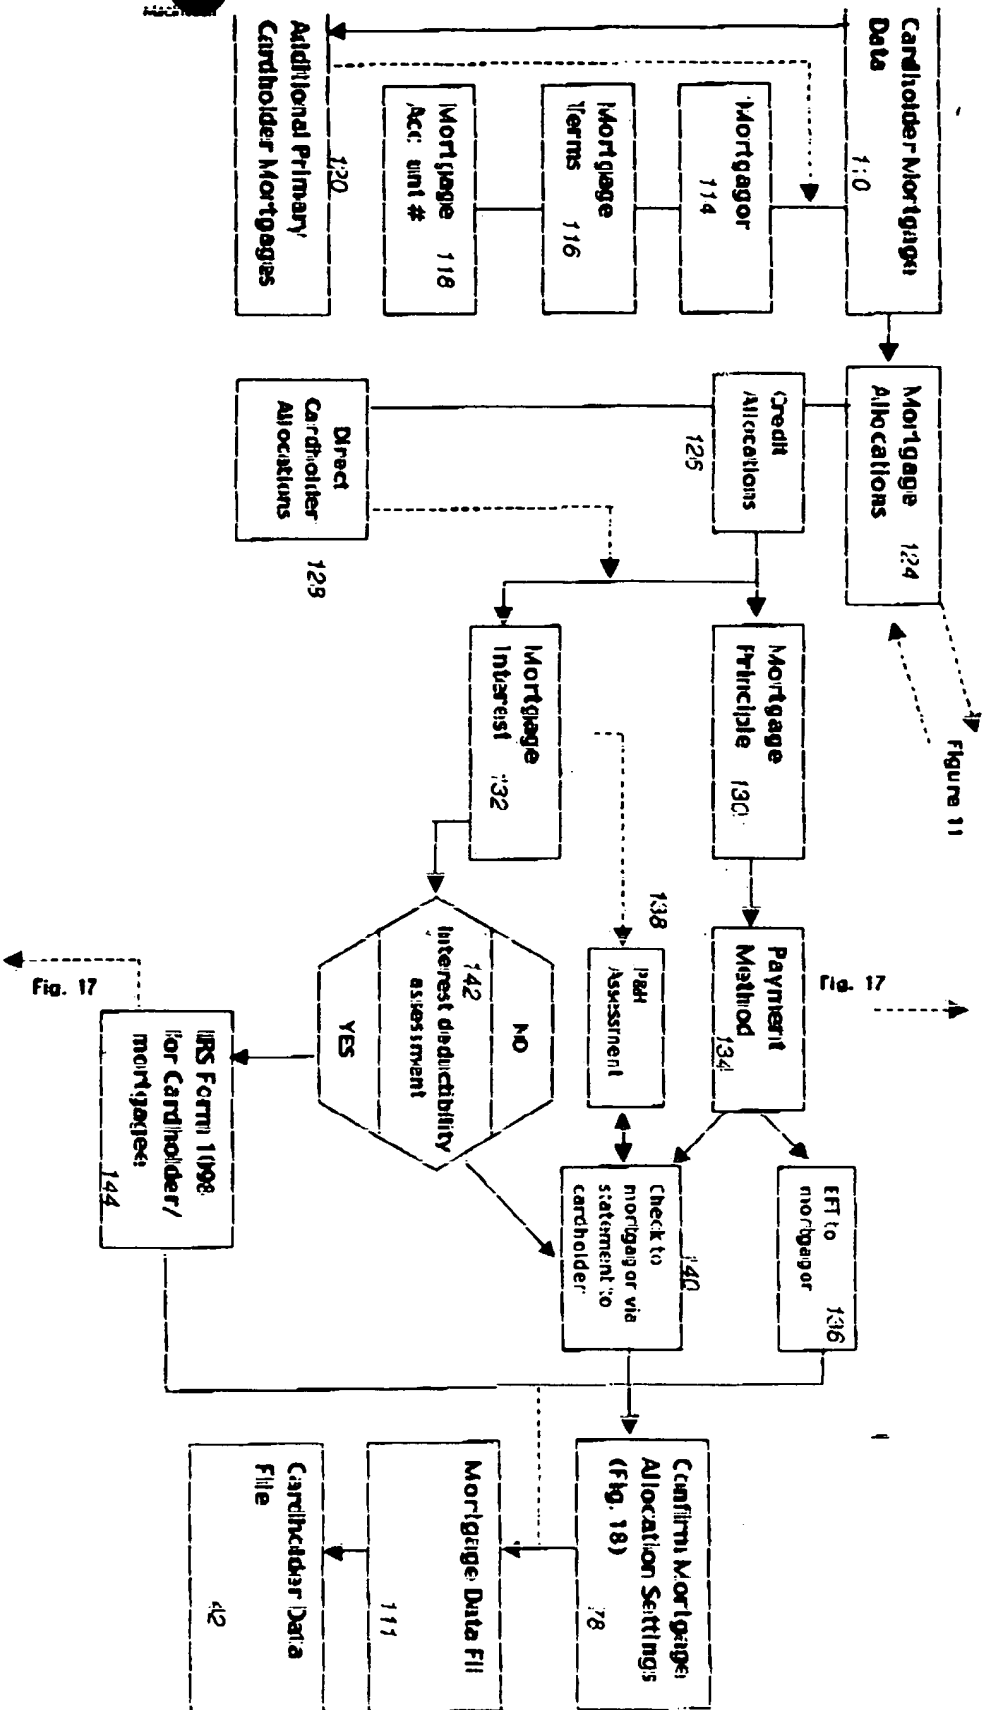 Cardholder Mortgage
Data
110
Mortgagor
114
Mortgage
Terms
116
Mortgage
Acc unt #
118
Additional Primary
Cardholder Mortgages
120
Mortgage
Allocations
124
Figure 11
Credit
Allocations
126
Direct
Cardholder
Allocations
128
Mortgage
Principle
130
Mortgage
Interest
132
Payment
Method
134
Fig. 17
138
P&H
Assessment
NO
142
Interest deductibility
assessment
YES
IRS Form 1098
for Cardholder/
mortgagee
144
Fig. 17
EFT to
mortgagor
136
140
Check to
mortgagor via
statement to
cardholder
Confirm Mortgage
Allocation Settings
(Fig. 18)
78
Mortgage Data Fil
111
Cardholder Data
File
42